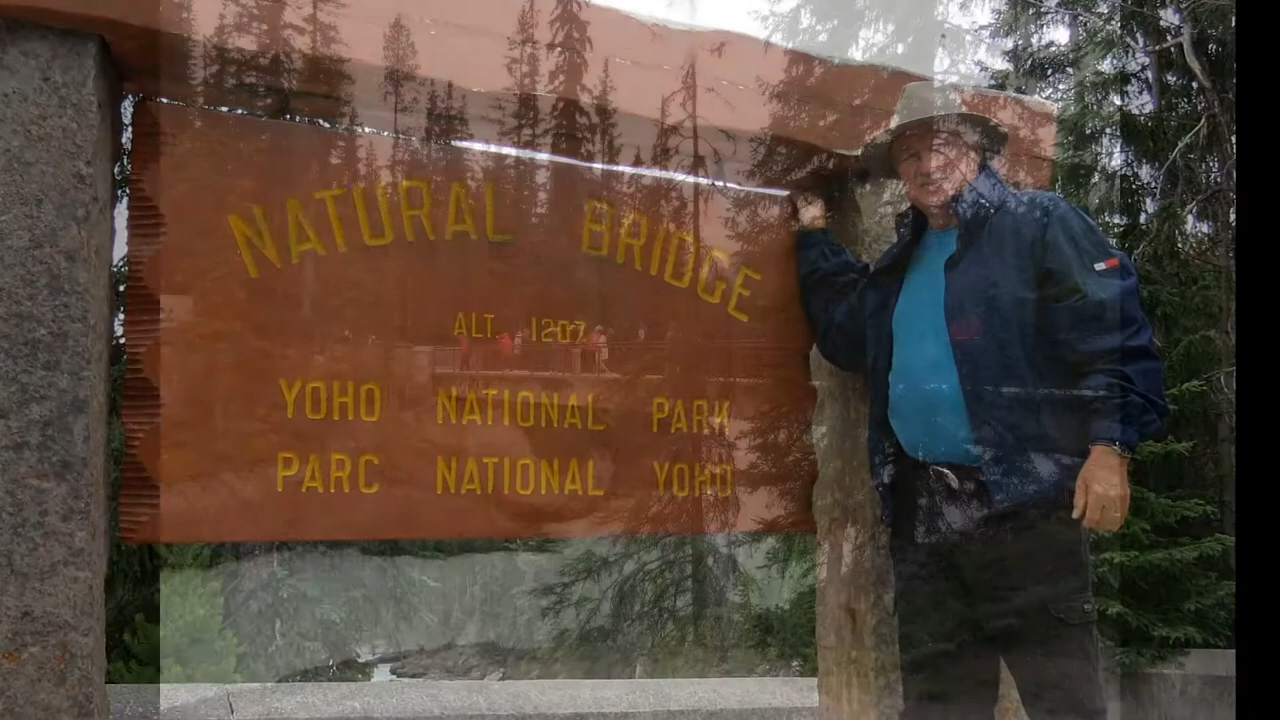 NATURAL BRIDGE
ALT. 1207
YOHO NATIONAL PARK
PARC NATIONAL YOHO